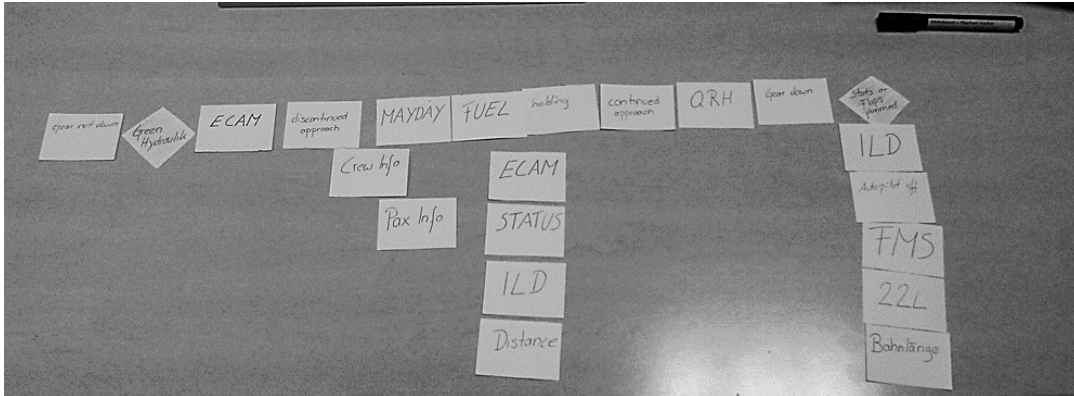 Gear not down
Green
Hydraulik
ECAM
discontinued
approach
MAYDAY
FUEL
holding
continued
approach
QRH
Gear down
Slats or
Flaps
jammed
Crew Info
Pax Info
ECAM
STATUS
ILD
Distance
ILD
Autopilot off
FMS
22L
Bahnlänge